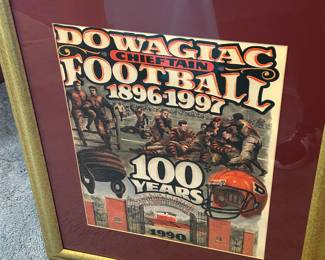 DOWAGIAC
CHIEFTAIN
FOOTBALL
1896-1997
100
YEARS
1990